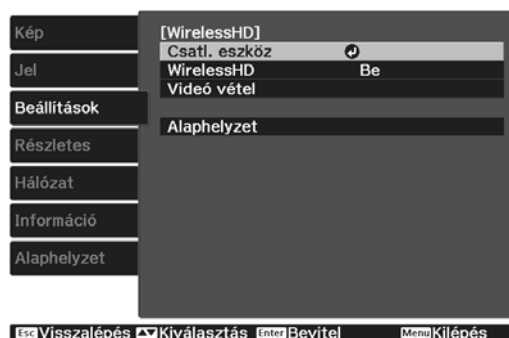 Kép
Jel
Beállítások
Részletes
Hálózat
Információ
Alaphelyzet
[WirelessHD]
Csatl. eszköz
WirelessHD Be
Videó vétel
Alaphelyzet
Esc Visszalépés Kiválasztás Enter Bevitel Menu Kilépés